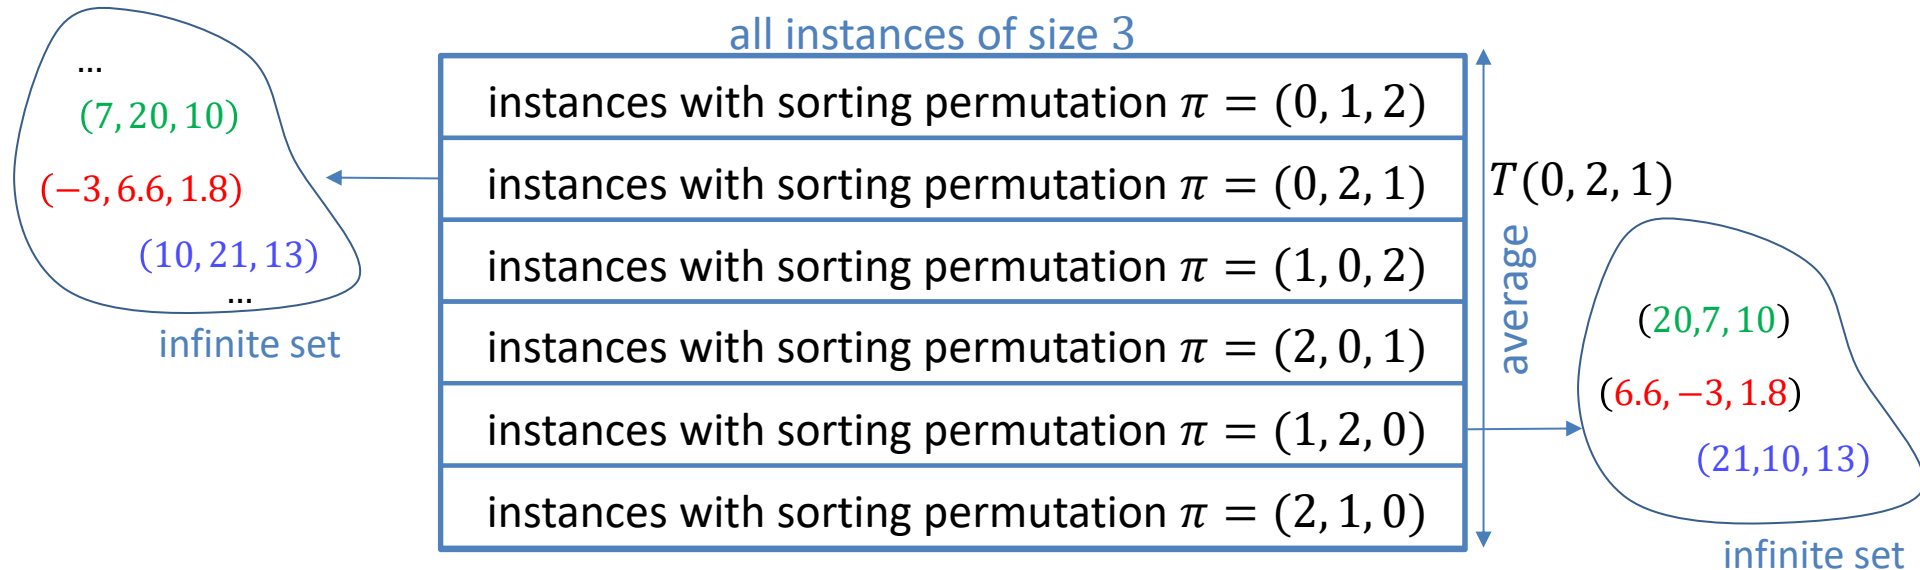 all instances of size 3
...
(7, 20, 10)
(−3, 6.6, 1.8)
(10, 21, 13)
...
infinite set
instances with sorting permutation π = (0, 1, 2)
instances with sorting permutation π = (0, 2, 1)
instances with sorting permutation π = (1, 0, 2)
instances with sorting permutation π = (2, 0, 1)
instances with sorting permutation π = (1, 2, 0)
instances with sorting permutation π = (2, 1, 0)
T(0, 2, 1)
average
(20,7, 10)
(6.6, −3, 1.8)
(21,10, 13)
infinite set